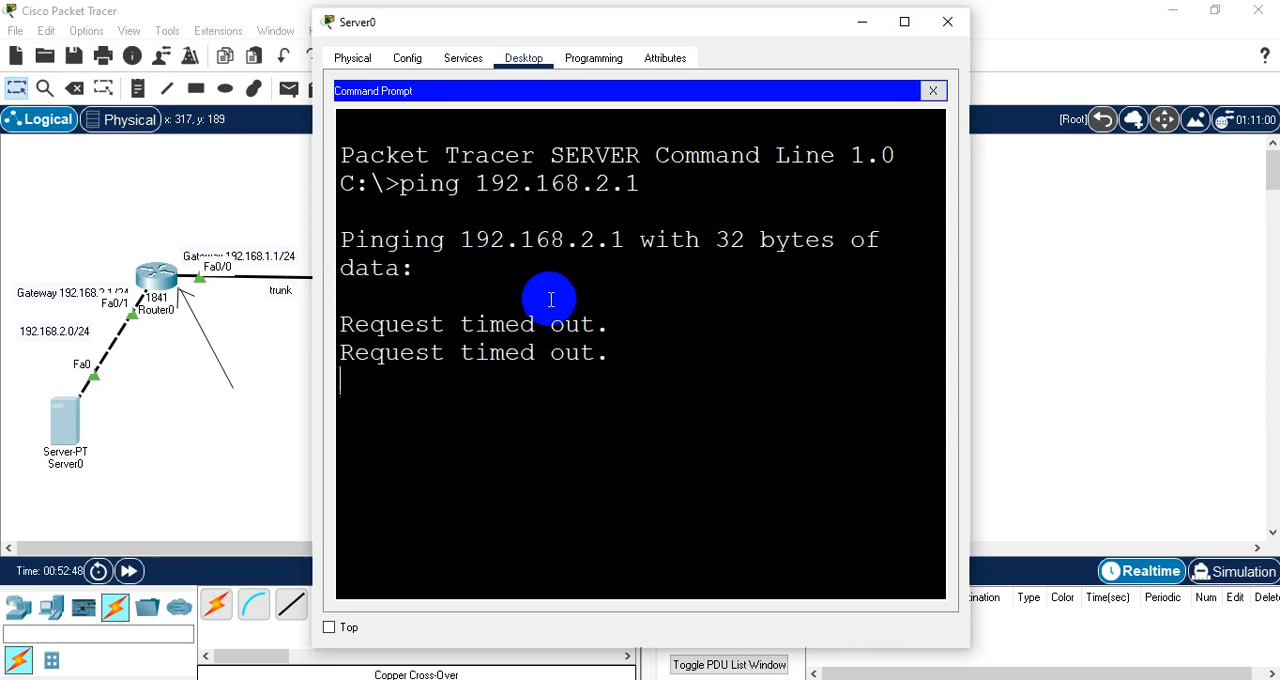 Cisco Packet Tracer
File Edit Options View Tools Extensions Window
Logical Physical x: 317, y: 189
[Root] 01:11:00
Server0
Physical Config Services Desktop Programming Attributes
Command Prompt
X
Packet Tracer SERVER Command Line 1.0
C:\>ping 192.168.2.1
Pinging 192.168.2.1 with 32 bytes of
data:
Request timed out.
Request timed out.
Top
192.168.1.1/24
Fa0/0
trunk
Gateway 192.168.2.1/24
Fa0/1
1841
Router0
192.168.2.0/24
Fa0
Server-PT
Server0
Time: 00:52:48
Realtime Simulation
Type Color Time(sec) Periodic Num Edit
Copper Cross-Over
Toggle PDU List Window